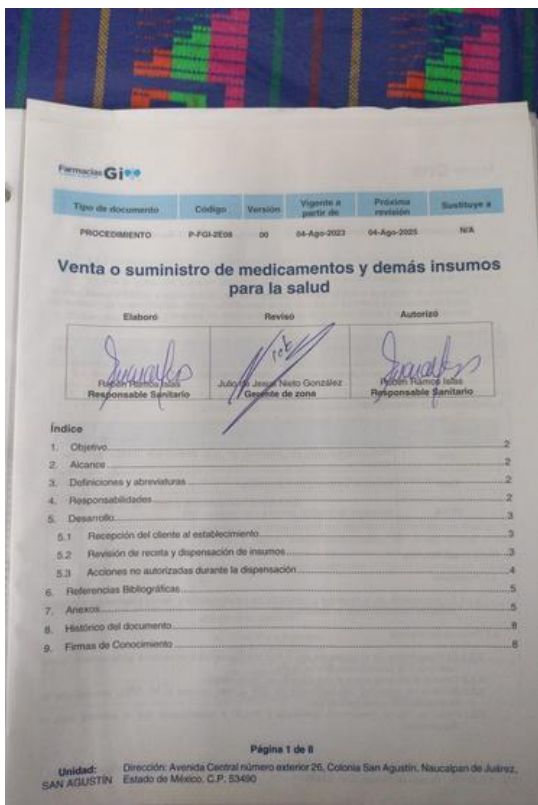 Farmacias Gi
Tipo de documento Código Versión Vigente a partir de Próxima revisión Sustituye a
PROCEDIMIENTO P-FGI-2E08 00 04-Ago-2023 04-Ago-2025 N/A
Venta o suministro de medicamentos y demás insumos
para la salud
Elaboró Revisó Autorizó
Rubén Ramos Islas Julio de Jesús Nieto González Rubén Ramos Islas
Responsable Sanitario Gerente de zona Responsable Sanitario
Índice
1. Objetivo 2
2. Alcance 2
3. Definiciones y abreviaturas 2
4. Responsabilidades 2
5. Desarrollo 3
5.1 Recepción del cliente al establecimiento 3
5.2 Revisión de receta y dispensación de insumos 3
5.3 Acciones no autorizadas durante la dispensación 4
6. Referencias Bibliográficas 5
7. Anexos 5
8. Histórico del documento 8
9. Firmas de Conocimiento 8
Página 1 de 8
Unidad: Dirección: Avenida Central número exterior 26, Colonia San Agustín, Naucalpan de Juárez,
SAN AGUSTÍN Estado de México. C.P. 53490